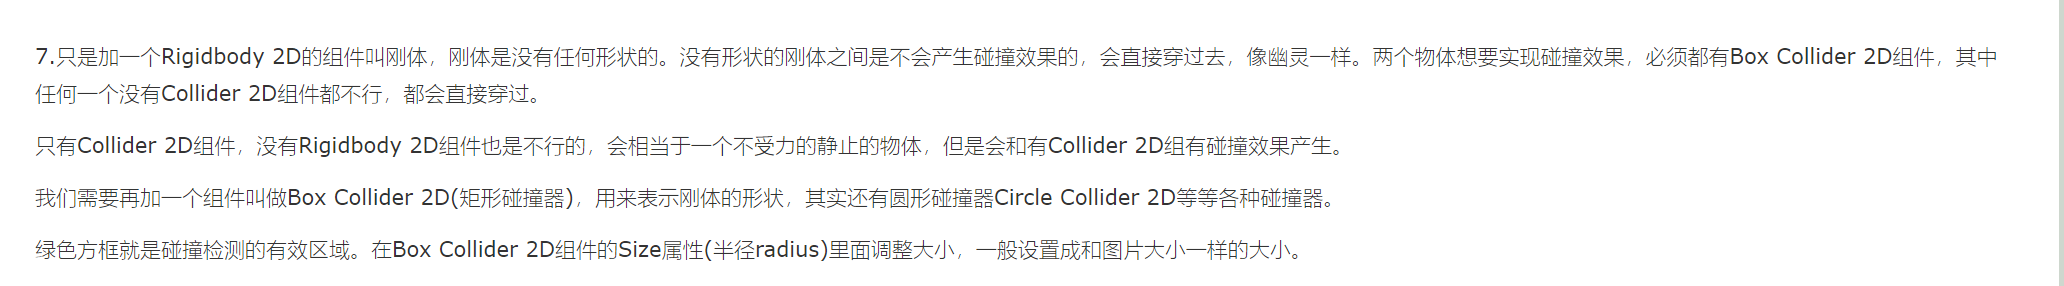 7.只是加一个Rigidbody 2D的组件叫刚体，刚体是没有任何形状的。没有形状的刚体之间是不会产生碰撞效果的，会直接穿过去，像幽灵一样。两个物体想要实现碰撞效果，必须都有Box Collider 2D组件，其中
任何一个没有Collider 2D组件都不行，都会直接穿过。
只有Collider 2D组件，没有Rigidbody 2D组件也是不行的，会相当于一个不受力的静止的物体，但是会和有Collider 2D组有碰撞效果产生。
我们需要再加一个组件叫做Box Collider 2D(矩形碰撞器)，用来表示刚体的形状，其实还有圆形碰撞器Circle Collider 2D等等各种碰撞器。
绿色方框就是碰撞检测的有效区域。在Box Collider 2D组件的Size属性(半径radius)里面调整大小，一般设置成和图片大小一样的大小。